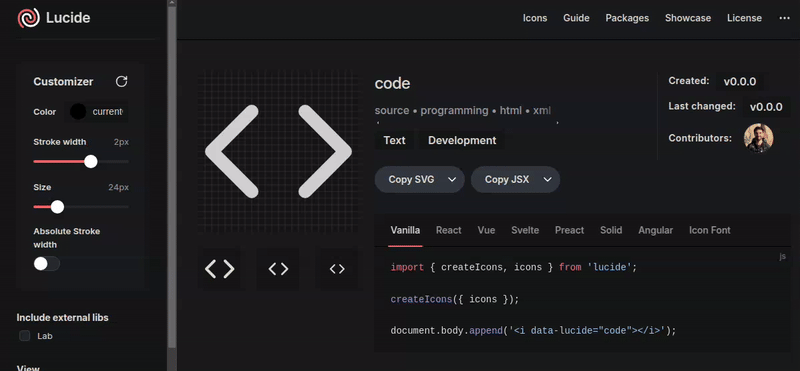 Lucide
Icons Guide Packages Showcase License
Customizer
Color
Stroke width 2px
Size 24px
Absolute Stroke
width
Include external libs
Lab
View
code
source • programming • html • xml
Text Development
Copy SVG Copy JSX
Created: v0.0.0
Last changed: v0.0.0
Contributors:
Vanilla React Vue Svelte Preact Solid Angular Icon Font
js
import { createIcons, icons } from 'lucide';
createIcons({ icons });
document.body.append('<i data-lucide="code"></i>');